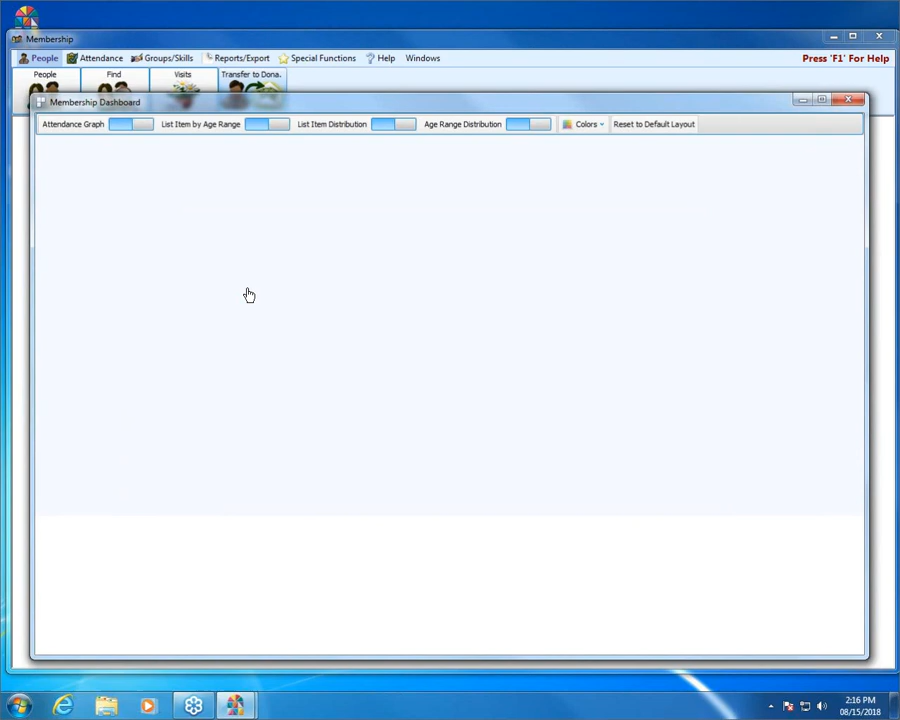 Membership
People Attendance Groups/Skills Reports/Export Special Functions Help Windows Press 'F1' For Help
People Find Visits Transfer to Dona.
Membership Dashboard
Attendance Graph List Item by Age Range List Item Distribution Age Range Distribution Colors Reset to Default Layout
2:16 PM
08/15/2018